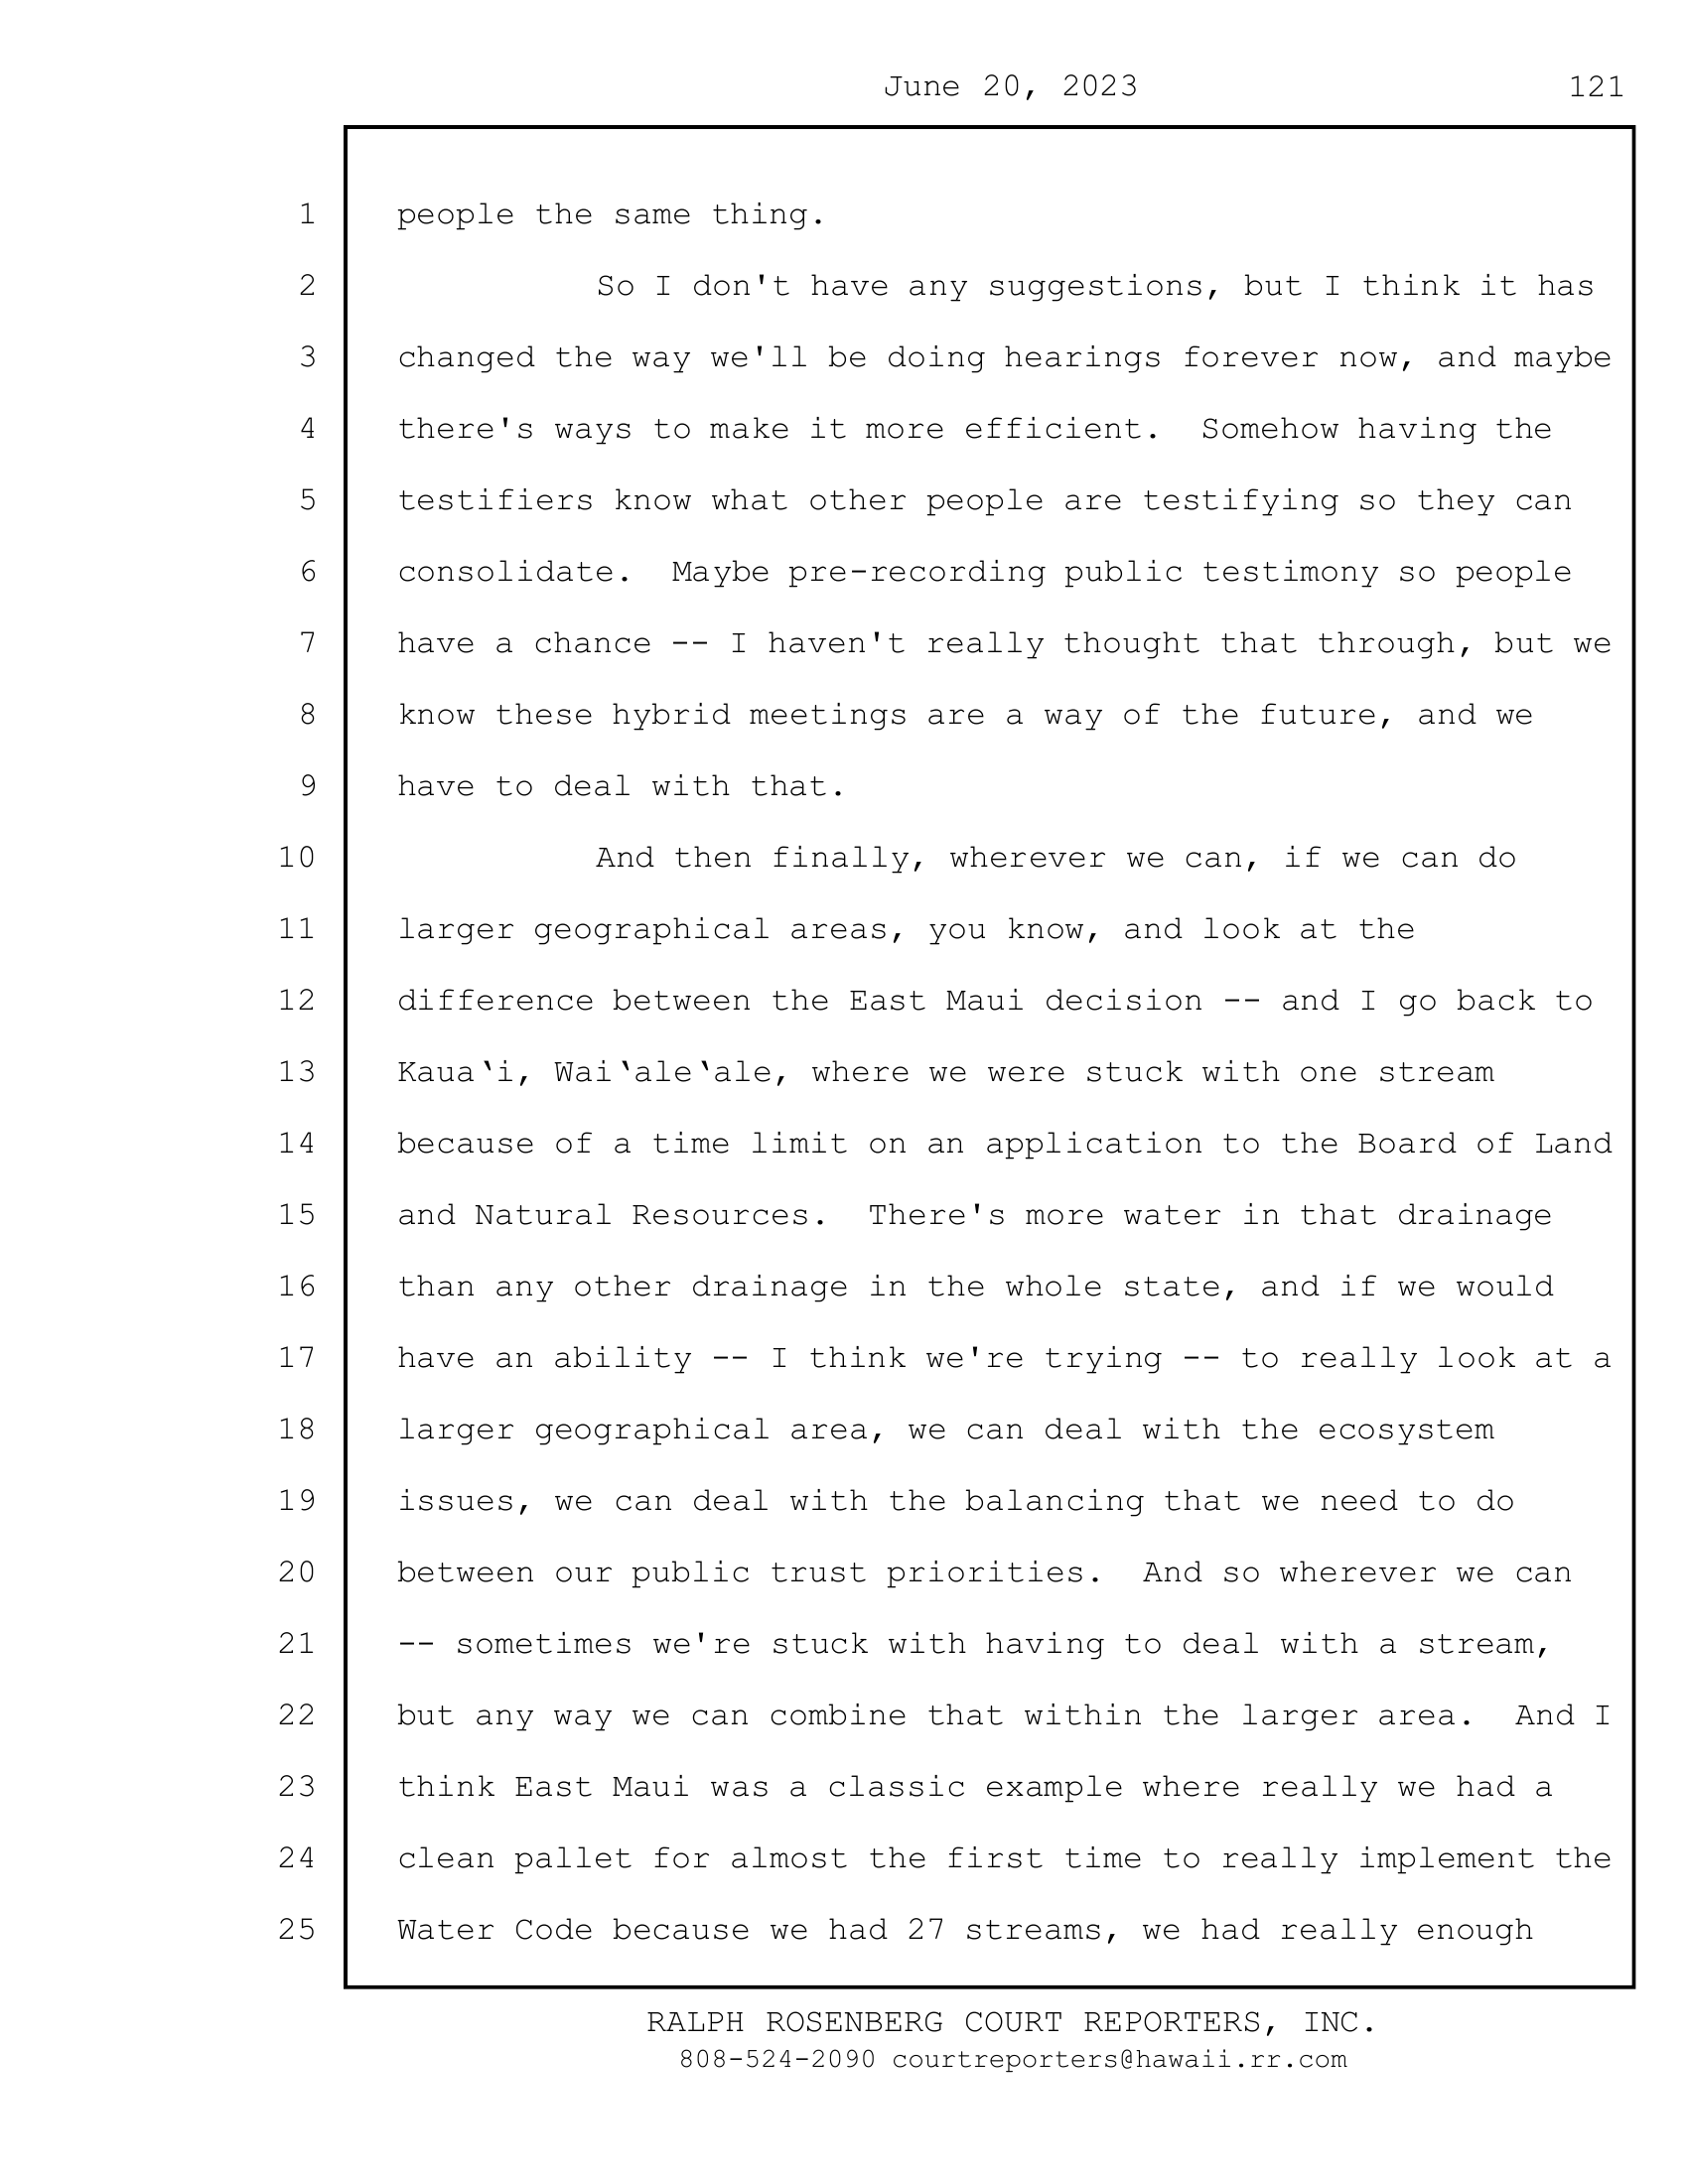 June 20, 2023 121
1 people the same thing.
2 So I don't have any suggestions, but I think it has
3 changed the way we'll be doing hearings forever now, and maybe
4 there's ways to make it more efficient.  Somehow having the
5 testifiers know what other people are testifying so they can
6 consolidate.  Maybe pre-recording public testimony so people
7 have a chance -- I haven't really thought that through, but we
8 know these hybrid meetings are a way of the future, and we
9 have to deal with that.
10 And then finally, wherever we can, if we can do
11 larger geographical areas, you know, and look at the
12 difference between the East Maui decision -- and I go back to
13 Kaua‛i, Wai‛ale‛ale, where we were stuck with one stream
14 because of a time limit on an application to the Board of Land
15 and Natural Resources.  There's more water in that drainage
16 than any other drainage in the whole state, and if we would
17 have an ability -- I think we're trying -- to really look at a
18 larger geographical area, we can deal with the ecosystem
19 issues, we can deal with the balancing that we need to do
20 between our public trust priorities.  And so wherever we can
21 -- sometimes we're stuck with having to deal with a stream,
22 but any way we can combine that within the larger area.  And I
23 think East Maui was a classic example where really we had a
24 clean pallet for almost the first time to really implement the
25 Water Code because we had 27 streams, we had really enough
RALPH ROSENBERG COURT REPORTERS, INC.
808-524-2090 courtreporters@hawaii.rr.com